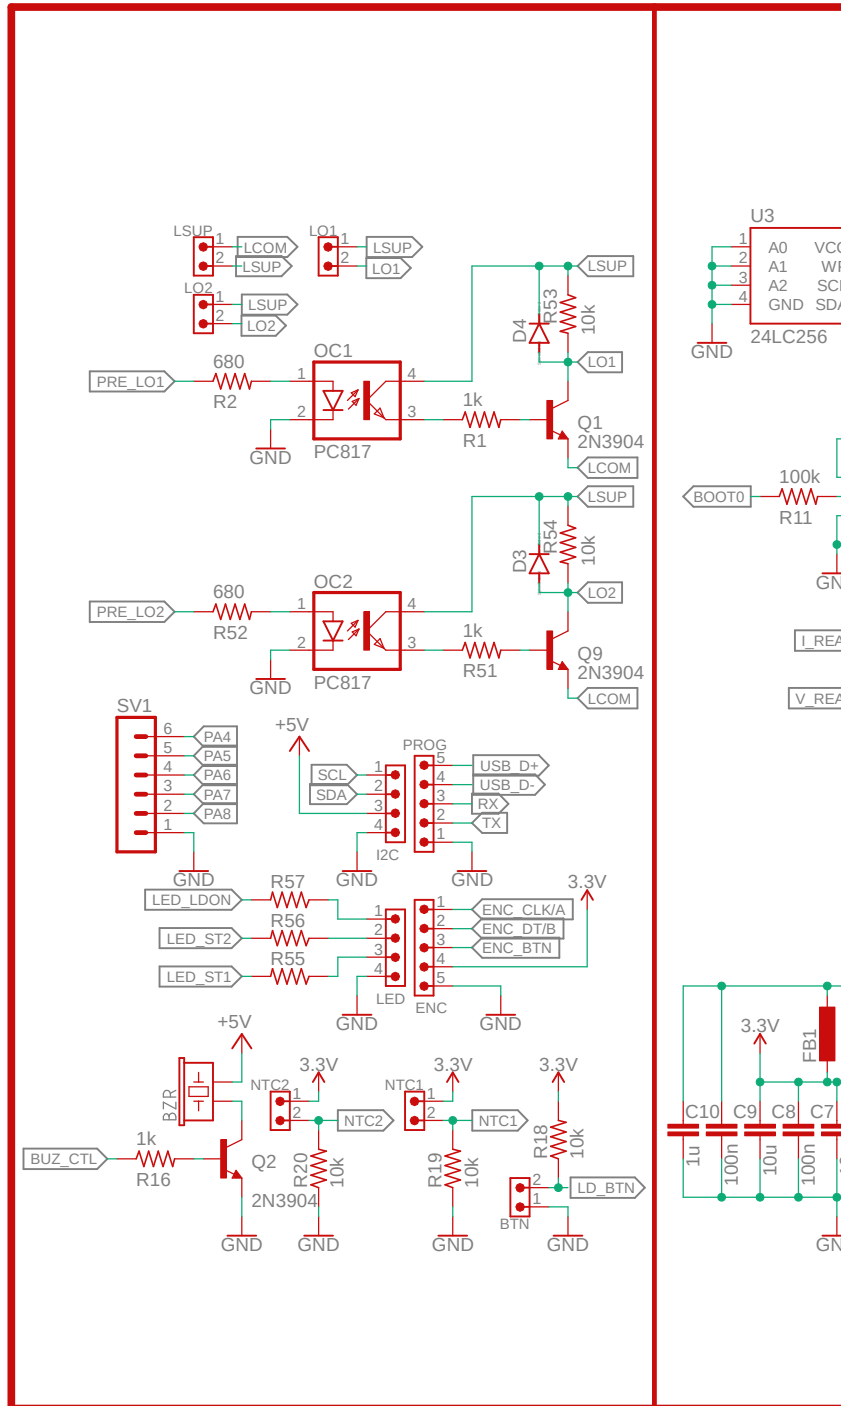 LSUP
1
2
LCOM
LSUP
LO1
1
2
LSUP
LO1
LO2
1
2
LSUP
LO2
LSUP
R53
10k
D4
LO1
OC1
680
PRE_LO1
R2
1
2
4
3
GND
PC817
1k
R1
Q1
2N3904
LCOM
LSUP
R54
10k
D3
LO2
OC2
680
PRE_LO2
R52
1
2
4
3
GND
PC817
1k
R51
Q9
2N3904
LCOM
SV1
6
5
4
3
2
1
PA4
PA5
PA6
PA7
PA8
GND
+5V
SCL
SDA
1
2
3
4
I2C
GND
PROG
5
4
3
2
1
USB_D+
USB_D-
RX
TX
GND
LED_LDON
R57
LED_ST2
R56
LED_ST1
R55
1
2
3
4
LED
GND
3.3V
1
2
3
4
5
ENC_CLK/A
ENC_DT/B
ENC_BTN
ENC
GND
+5V
BZR
BUZ_CTL
1k
R16
Q2
2N3904
GND
3.3V
NTC2
1
2
NTC2
R20
10k
GND
3.3V
NTC1
1
2
NTC1
R19
10k
GND
3.3V
R18
10k
2
1
LD_BTN
BTN
GND
U3
1
2
3
4
A0
A1
A2
GND
24LC256
GND
BOOT0
100k
R11
3.3V
FB1
C10
C9
C8
C7
1u
100n
10u
100n